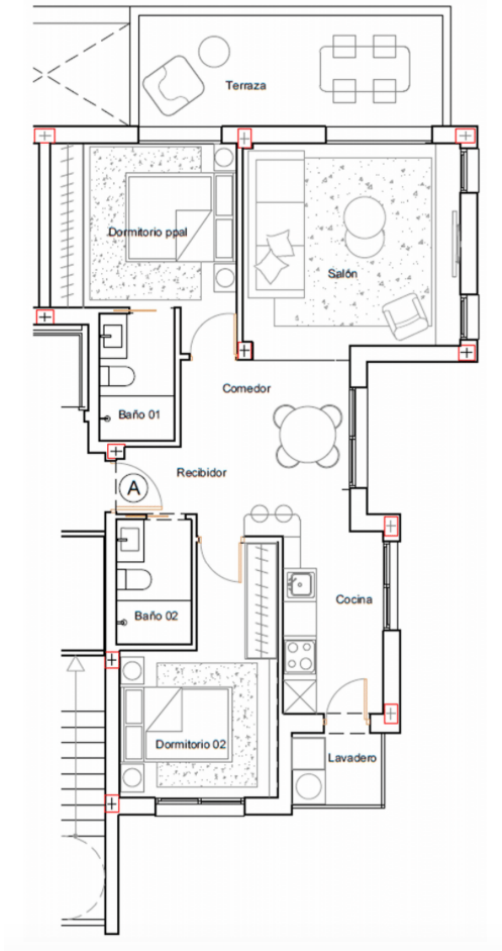 Terraza
Dormitorio ppal
Salón
Comedor
Baño 01
Recibidor
A
Cocina
Baño 02
Dormitorio 02
Lavadero